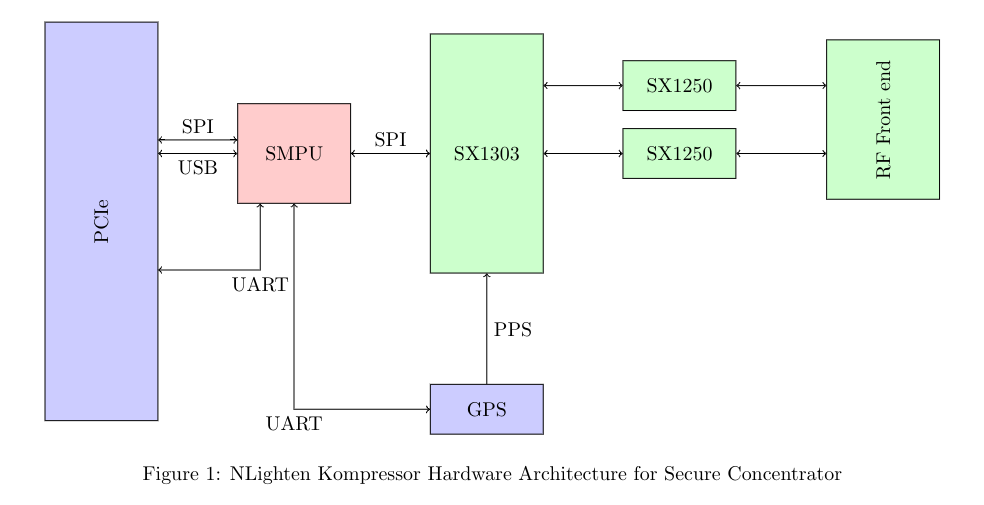 SPI
USB
PCIe
UART
SMPU
SPI
SX1303
SX1250
SX1250
RF Front end
PPS
UART
GPS
Figure 1: NLighten Kompressor Hardware Architecture for Secure Concentrator